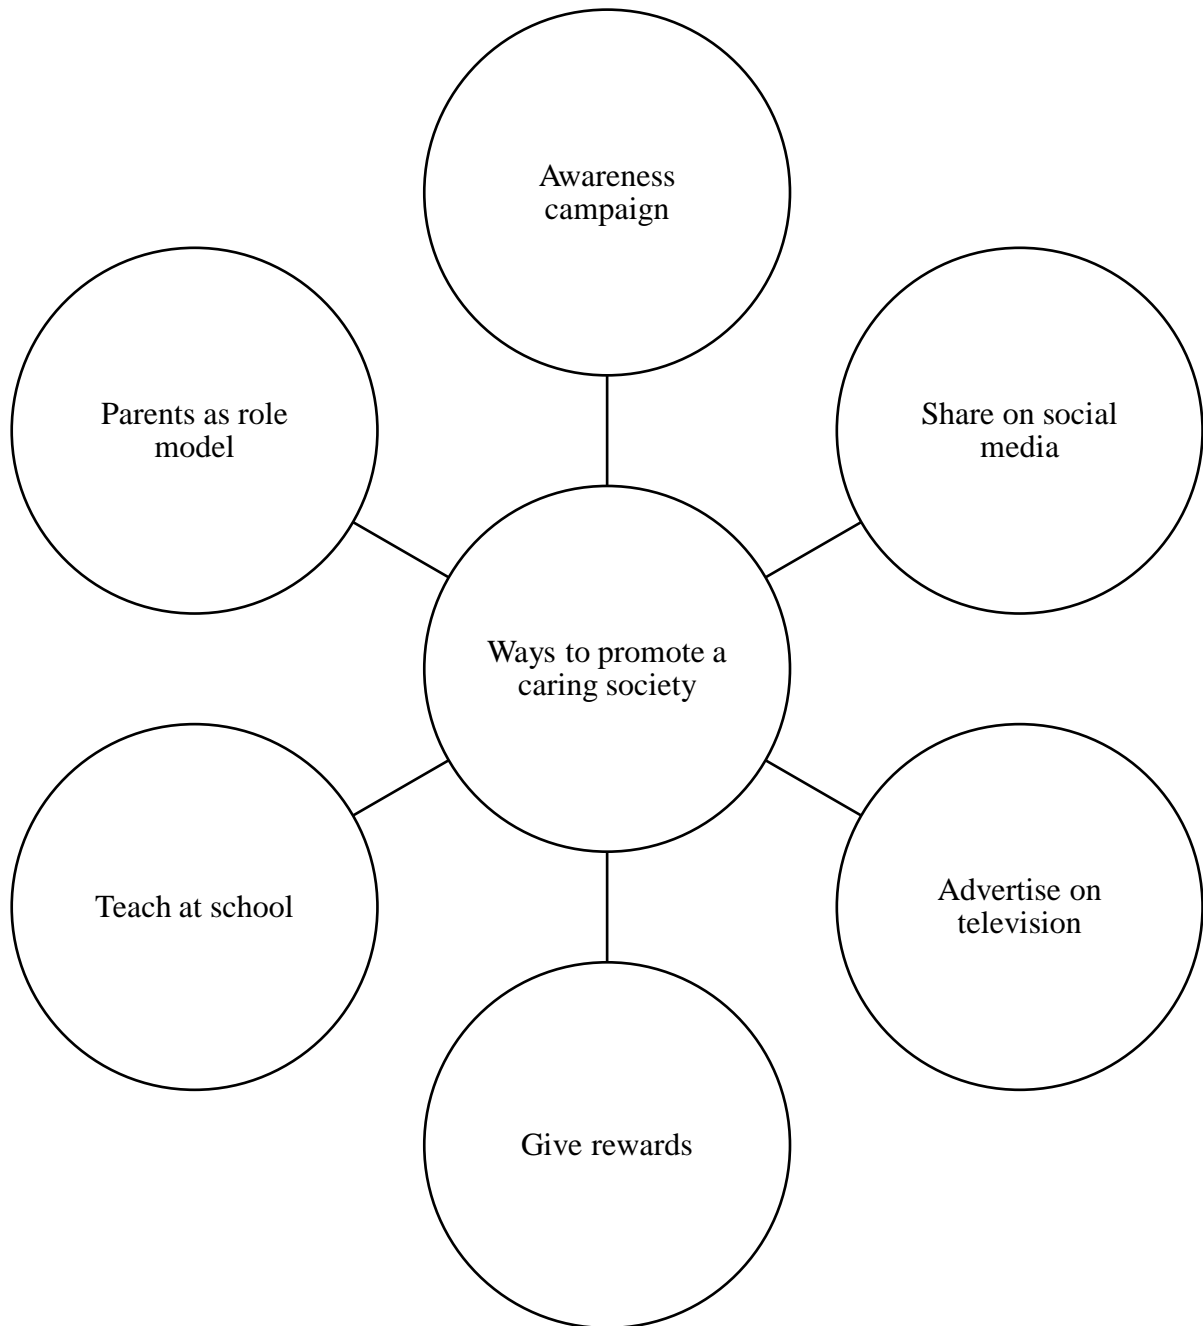 Awareness
campaign
Parents as role
model
Share on social
media
Ways to promote a
caring society
Teach at school
Advertise on
television
Give rewards